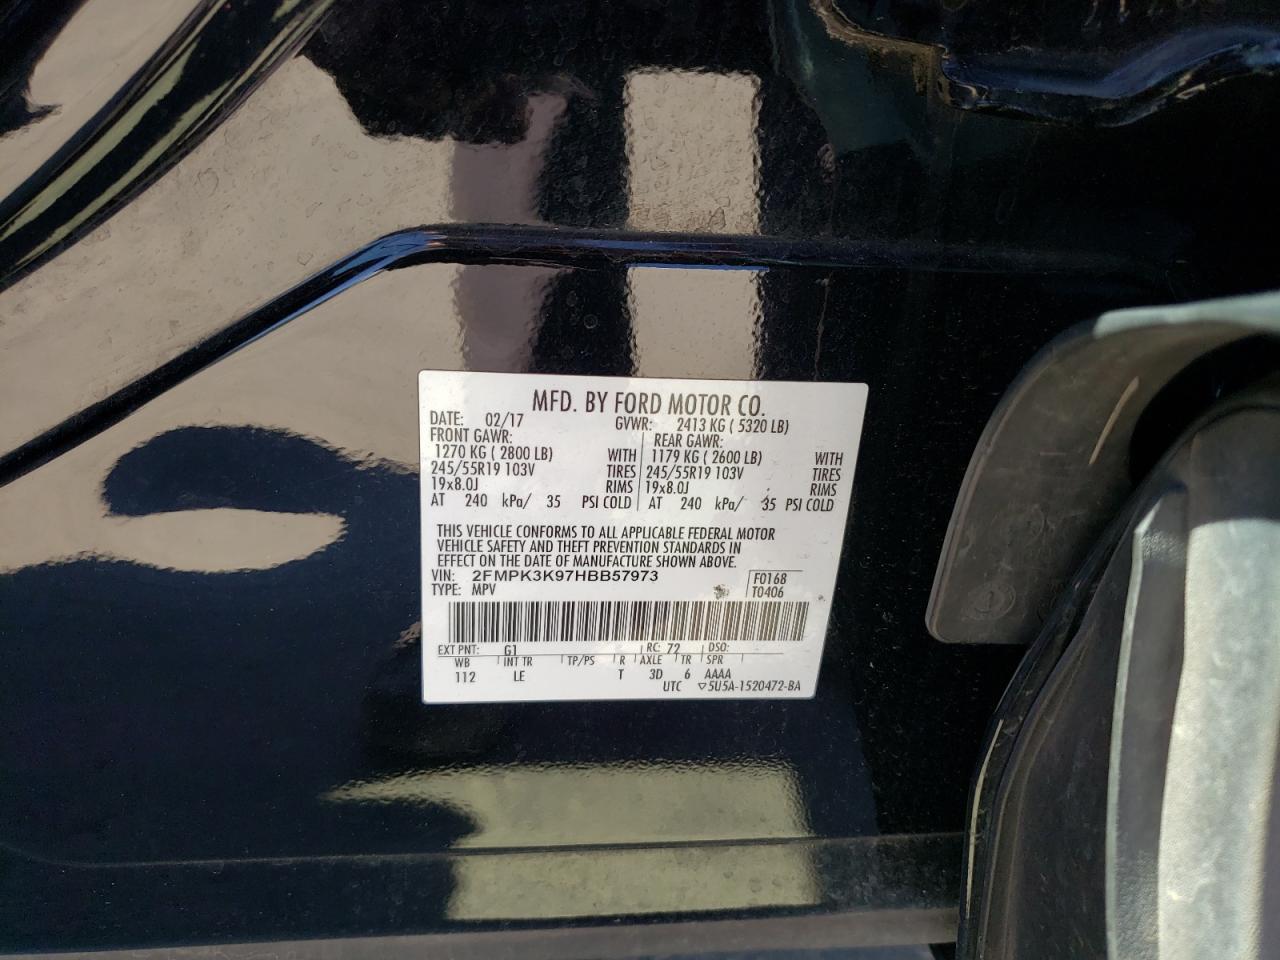 MFD. BY FORD MOTOR CO.
DATE: 02/17 GVWR: 2413 KG ( 5320 LB)
FRONT GAWR: REAR GAWR:
1270 KG ( 2800 LB) WITH 1179 KG ( 2600 LB) WITH
245/55R19 103V TIRES 245/55R19 103V TIRES
19x8.0J RIMS 19x8.0J RIMS
AT 240 kPa/ 35 PSI COLD AT 240 kPa/ 35 PSI COLD
THIS VEHICLE CONFORMS TO ALL APPLICABLE FEDERAL MOTOR
VEHICLE SAFETY AND THEFT PREVENTION STANDARDS IN
EFFECT ON THE DATE OF MANUFACTURE SHOWN ABOVE.
VIN: 2FMPK3K97HBB57973 F0168
TYPE: MPV T0406
EXT PNT: G1 RC: 72 DSO:
WB INT TR TP/PS R AXLE TR SPR
112 LE T 3D 6 AAAA
UTC ▽5U5A-1520472-BA